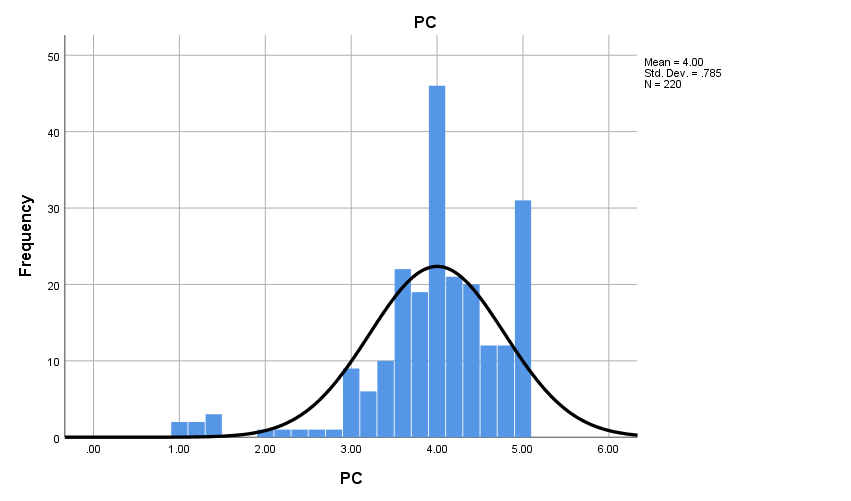 PC
Mean = 4.00
Std. Dev. = .785
N = 220
Frequency
50
40
30
20
10
0
.00 1.00 2.00 3.00 4.00 5.00 6.00
PC